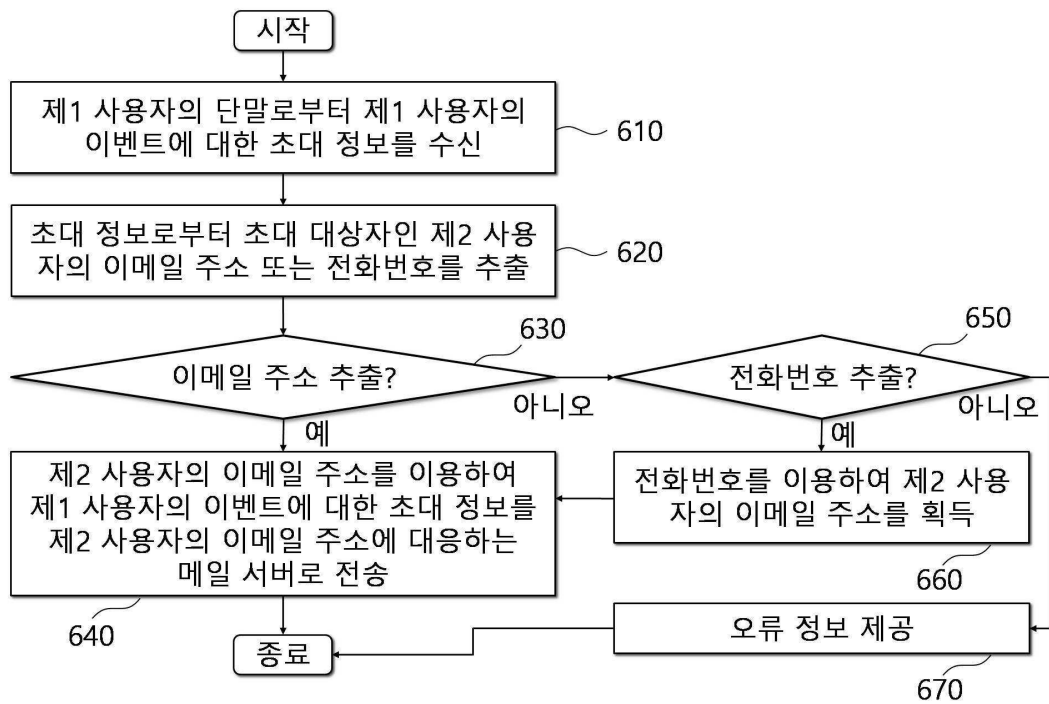 시작
제1 사용자의 단말로부터 제1 사용자의
이벤트에 대한 초대 정보를 수신
610
초대 정보로부터 초대 대상자인 제2 사용
자의 이메일 주소 또는 전화번호를 추출
620
630
이메일 주소 추출?
아니오
예
650
전화번호 추출?
아니오
예
제2 사용자의 이메일 주소를 이용하여
제1 사용자의 이벤트에 대한 초대 정보를
제2 사용자의 이메일 주소에 대응하는
메일 서버로 전송
640
전화번호를 이용하여 제2 사용
자의 이메일 주소를 획득
660
오류 정보 제공
670
종료